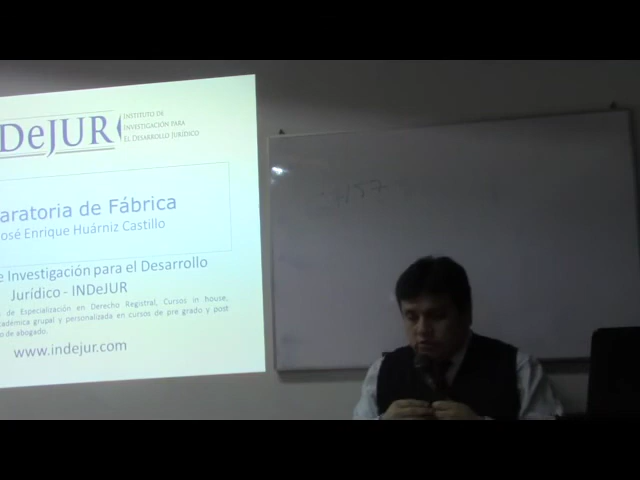 DeJUR
INSTITUTO DE
INVESTIGACIÓN PARA
EL DESARROLLO JURÍDICO
aratoria de Fábrica
osé Enrique Huárniz Castillo
e Investigación para el Desarrollo
Jurídico - INDeJUR
de Especialización en Derecho Registral, Cursos in house,
cadémica grupal y personalizada en cursos de pre grado y post
o de abogado.
www.indejur.com